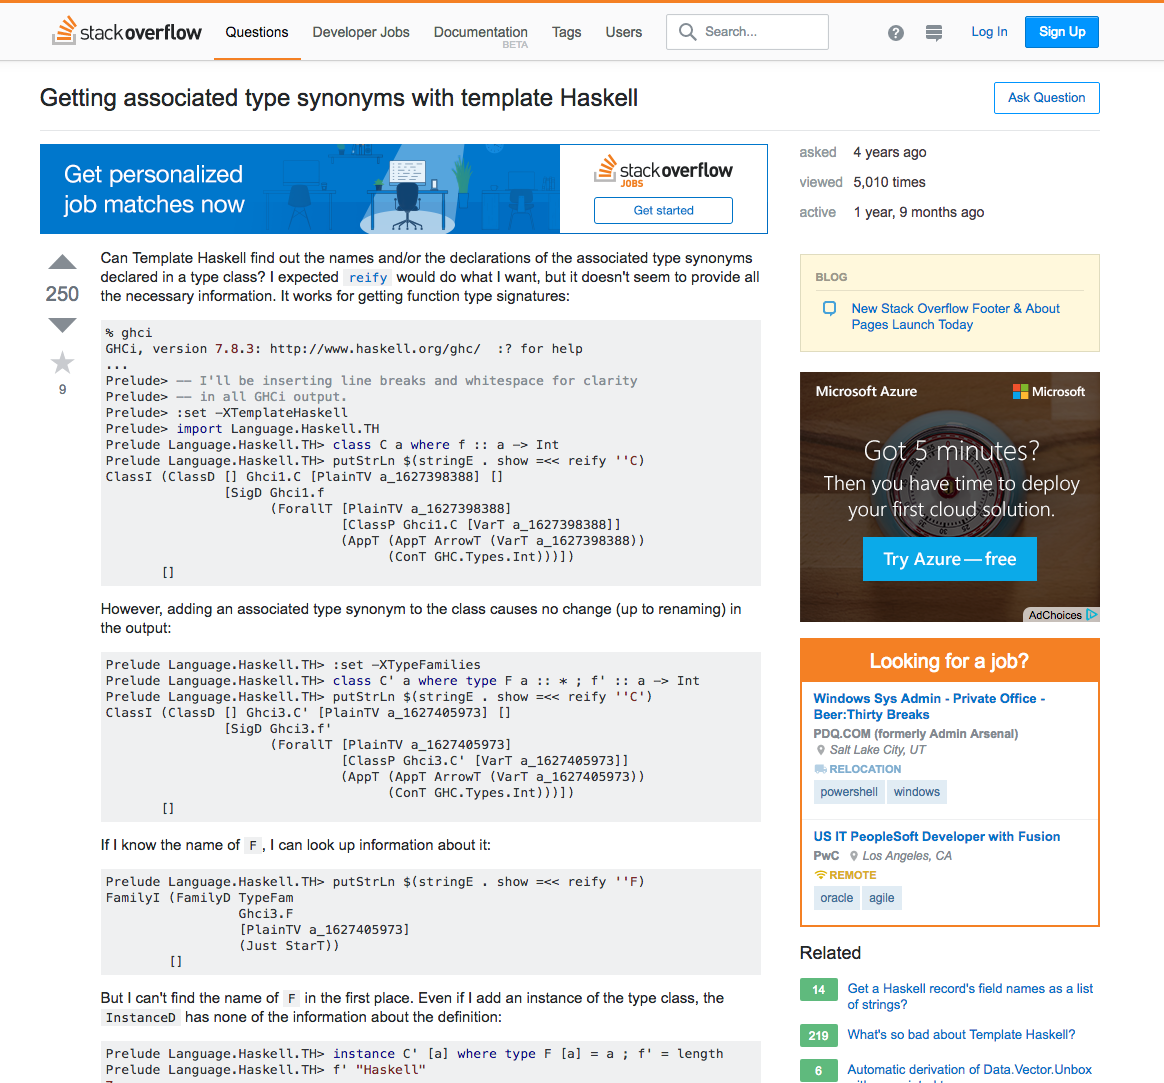 stackoverflow Questions Developer Jobs Documentation Tags Users Search... ? Log In Sign Up
BETA
Getting associated type synonyms with template Haskell
Ask Question
Get personalized
job matches now
stackoverflow
JOBS
Get started
asked 4 years ago
viewed 5,010 times
active 1 year, 9 months ago
250
9
Can Template Haskell find out the names and/or the declarations of the associated type synonyms
declared in a type class? I expected reify would do what I want, but it doesn't seem to provide all
the necessary information. It works for getting function type signatures:
% ghci
GHCi, version 7.8.3: http://www.haskell.org/ghc/  :? for help
...
Prelude> -- I'll be inserting line breaks and whitespace for clarity
Prelude> -- in all GHCi output.
Prelude> :set -XTemplateHaskell
Prelude> import Language.Haskell.TH
Prelude Language.Haskell.TH> class C a where f :: a -> Int
Prelude Language.Haskell.TH> putStrLn $(stringE . show =<< reify ''C)
ClassI (ClassD [] Ghci1.C [PlainTV a_1627398388] []
               [SigD Ghci1.f
                     (ForallT [PlainTV a_1627398388]
                              [ClassP Ghci1.C [VarT a_1627398388]]
                              (AppT (AppT ArrowT (VarT a_1627398388))
                                    (ConT GHC.Types.Int)))])
       []
However, adding an associated type synonym to the class causes no change (up to renaming) in
the output:
Prelude Language.Haskell.TH> :set -XTypeFamilies
Prelude Language.Haskell.TH> class C' a where type F a :: * ; f' :: a -> Int
Prelude Language.Haskell.TH> putStrLn $(stringE . show =<< reify ''C')
ClassI (ClassD [] Ghci3.C' [PlainTV a_1627405973] []
               [SigD Ghci3.f'
                     (ForallT [PlainTV a_1627405973]
                              [ClassP Ghci3.C' [VarT a_1627405973]]
                              (AppT (AppT ArrowT (VarT a_1627405973))
                                    (ConT GHC.Types.Int)))])
       []
If I know the name of F , I can look up information about it:
Prelude Language.Haskell.TH> putStrLn $(stringE . show =<< reify ''F)
FamilyI (FamilyD TypeFam
                 Ghci3.F
                 [PlainTV a_1627405973]
                 (Just StarT))
        []
But I can't find the name of F in the first place. Even if I add an instance of the type class, the
InstanceD has none of the information about the definition:
Prelude Language.Haskell.TH> instance C' [a] where type F [a] = a ; f' = length
Prelude Language.Haskell.TH> f' "Haskell"
BLOG
New Stack Overflow Footer & About
Pages Launch Today
Microsoft Azure Microsoft
Got 5 minutes?
Then you have time to deploy
your first cloud solution.
Try Azure — free
AdChoices
Looking for a job?
Windows Sys Admin - Private Office -
Beer:Thirty Breaks
PDQ.COM (formerly Admin Arsenal)
Salt Lake City, UT
RELOCATION
powershell windows
US IT PeopleSoft Developer with Fusion
PwC Los Angeles, CA
REMOTE
oracle agile
Related
14 Get a Haskell record's field names as a list
of strings?
219 What's so bad about Template Haskell?
6 Automatic derivation of Data.Vector.Unbox